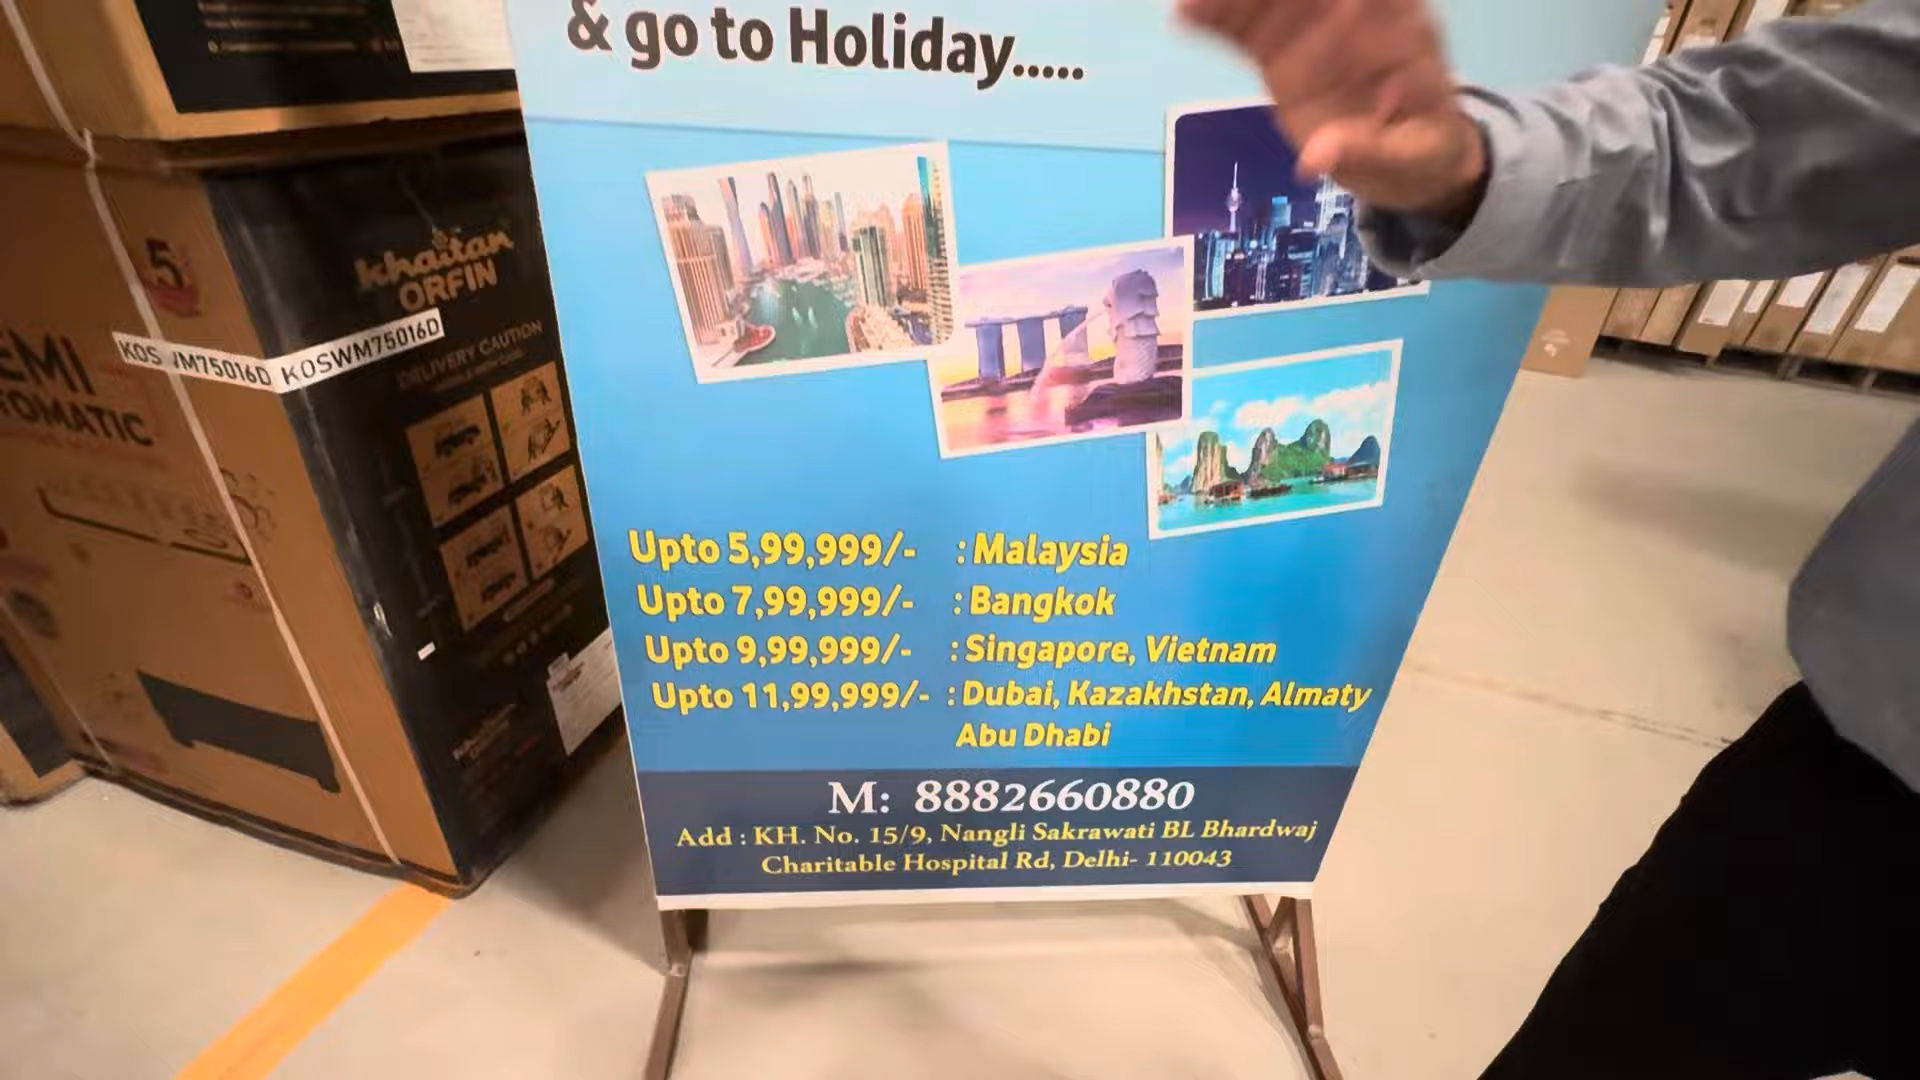 & go to Holiday.....
khaitan
ORFIN
5
KOSWM75016D
DELIVERY CAUTION
EMI
TOMATIC
Upto 5,99,999/- : Malaysia
Upto 7,99,999/- : Bangkok
Upto 9,99,999/- : Singapore, Vietnam
Upto 11,99,999/- : Dubai, Kazakhstan, Almaty
Abu Dhabi
M: 8882660880
Add : KH. No. 15/9, Nangli Sakrawati BL Bhardwaj
Charitable Hospital Rd, Delhi- 110043